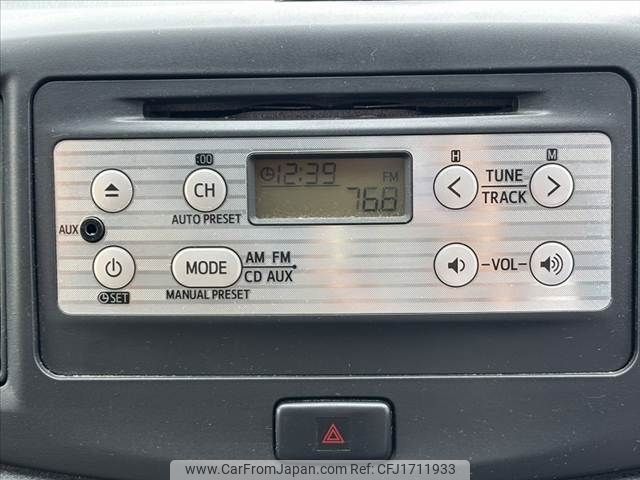 :00
H
M
CH
12:39
FM
76.8
TUNE
TRACK
AUTO PRESET
AUX
MODE
AM FM
CD AUX
-VOL-
SET
MANUAL PRESET
www.CarFromJapan.com ID:CFJ1711933